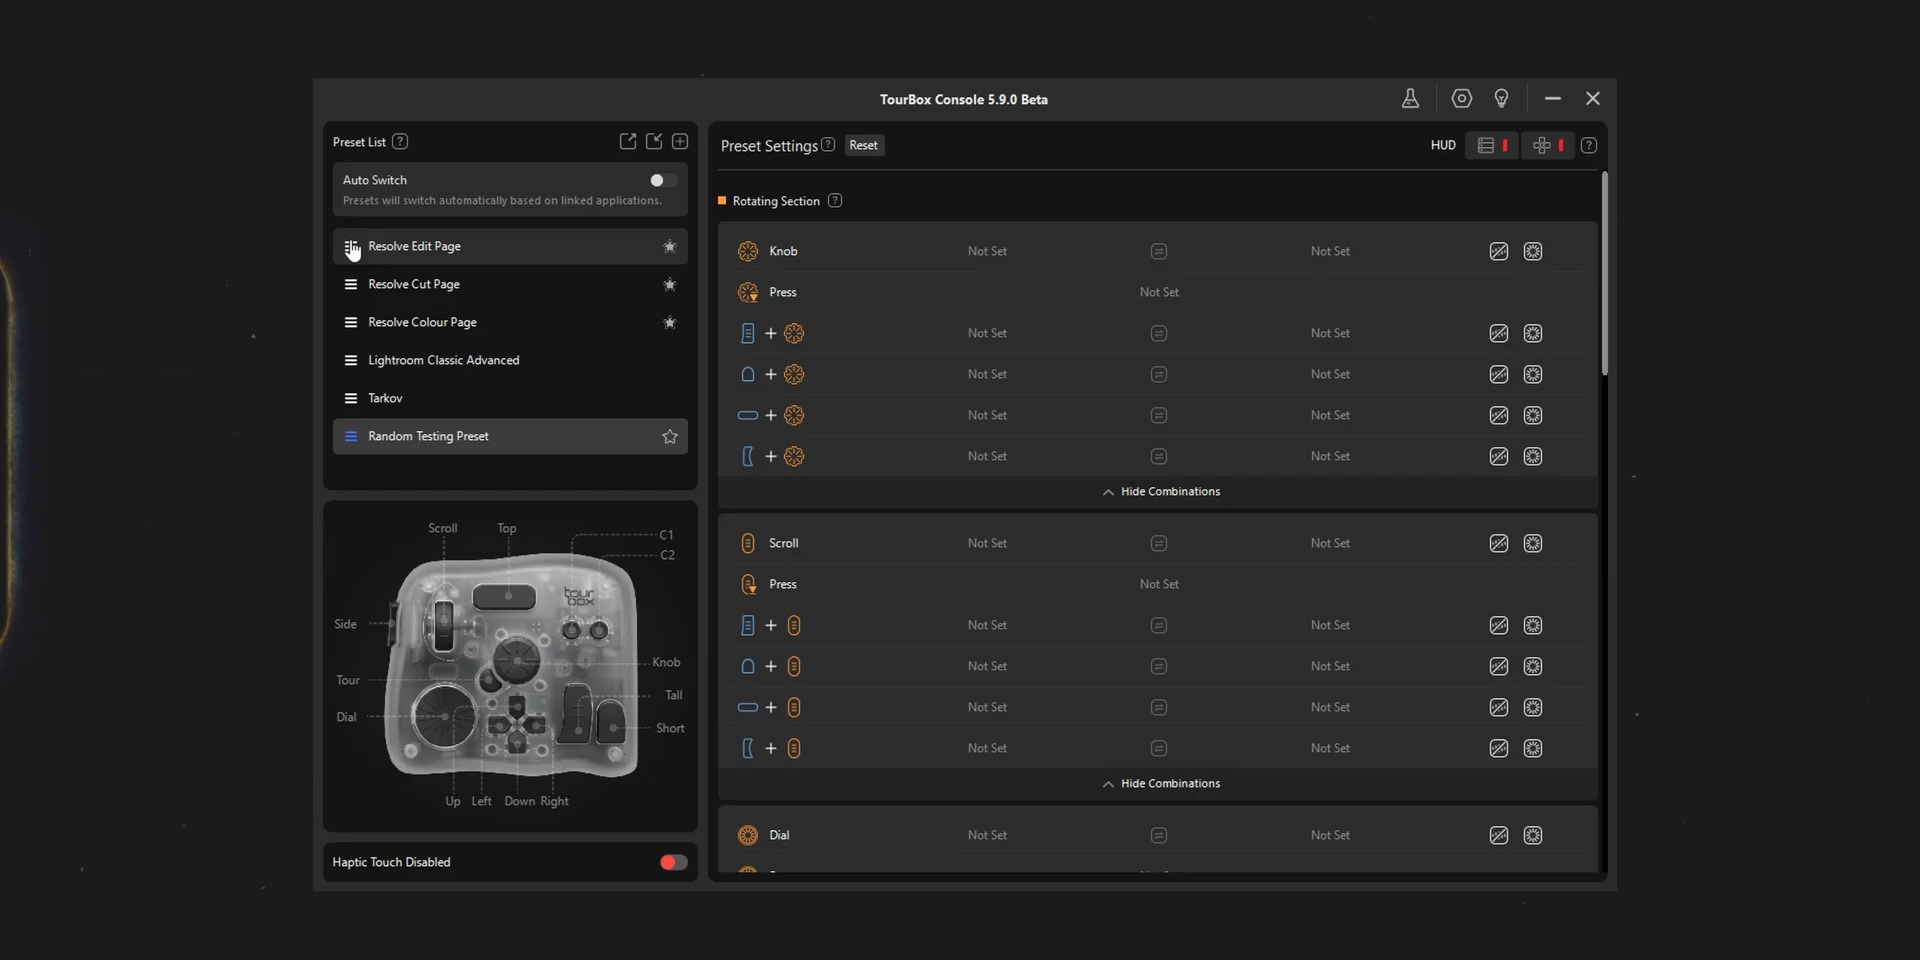 TourBox Console 5.9.0 Beta
Preset List
Auto Switch
Presets will switch automatically based on linked applications.
Resolve Edit Page
Resolve Cut Page
Resolve Colour Page
Lightroom Classic Advanced
Tarkov
Random Testing Preset
Scroll
Top
C1
C2
tour
box
Side
Knob
Tour
Tall
Dial
Short
Up
Left
Down
Right
Haptic Touch Disabled
Preset Settings
Reset
HUD
Rotating Section
Knob Not Set Not Set
Press Not Set
+ Not Set Not Set
+ Not Set Not Set
+ Not Set Not Set
+ Not Set Not Set
Hide Combinations
Scroll Not Set Not Set
Press Not Set
+ Not Set Not Set
+ Not Set Not Set
+ Not Set Not Set
+ Not Set Not Set
Hide Combinations
Dial Not Set Not Set